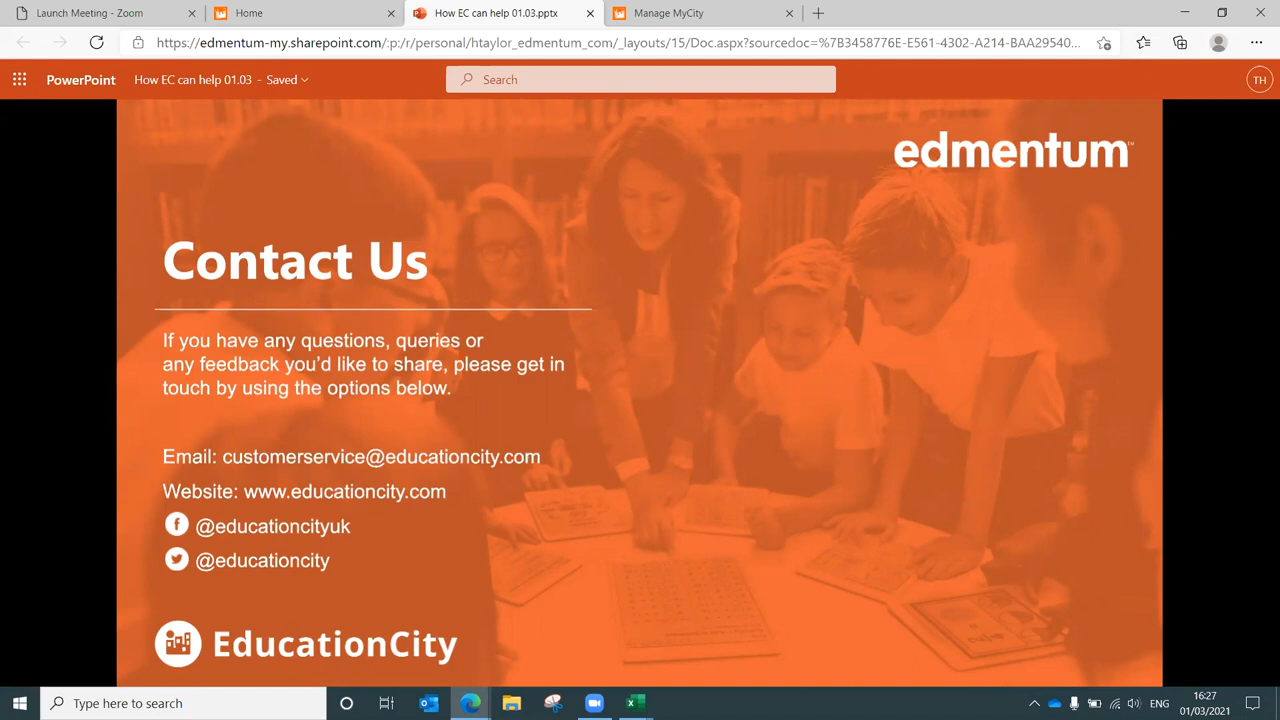 Launch Meeting - Zoom
Home
How EC can help 01.03.pptx
Manage MyCity
https://edmentum-my.sharepoint.com/:p:/r/personal/htaylor_edmentum_com/_layouts/15/Doc.aspx?sourcedoc=%7B3458776E-E561-4302-A214-BAA29540...
PowerPoint
How EC can help 01.03 - Saved
Search
TH
edmentum™
Contact Us
If you have any questions, queries or
any feedback you’d like to share, please get in
touch by using the options below.
Email: customerservice@educationcity.com
Website: www.educationcity.com
@educationcityuk
@educationcity
EducationCity
Type here to search
ENG
16:27
01/03/2021